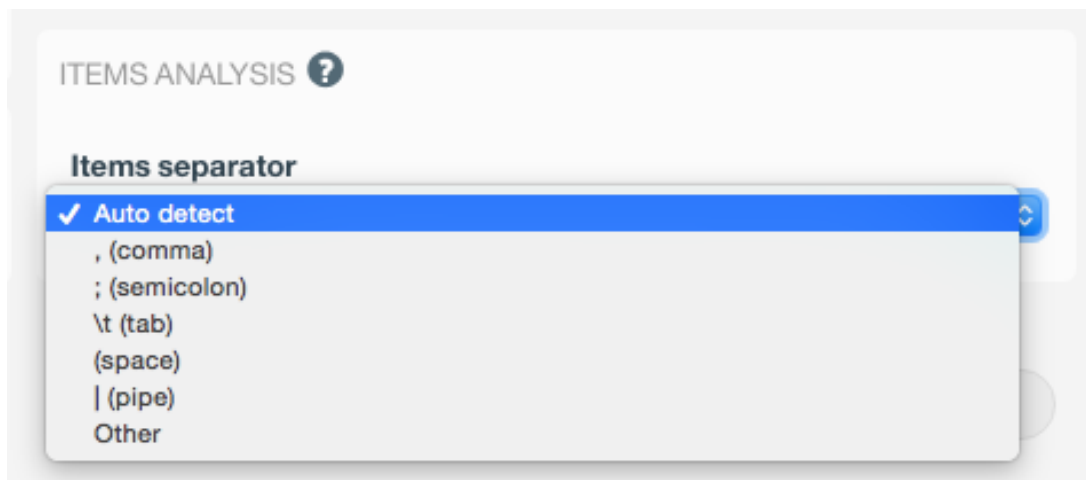 ITEMS ANALYSIS ?
Items separator
✓ Auto detect
, (comma)
; (semicolon)
\t (tab)
(space)
| (pipe)
Other